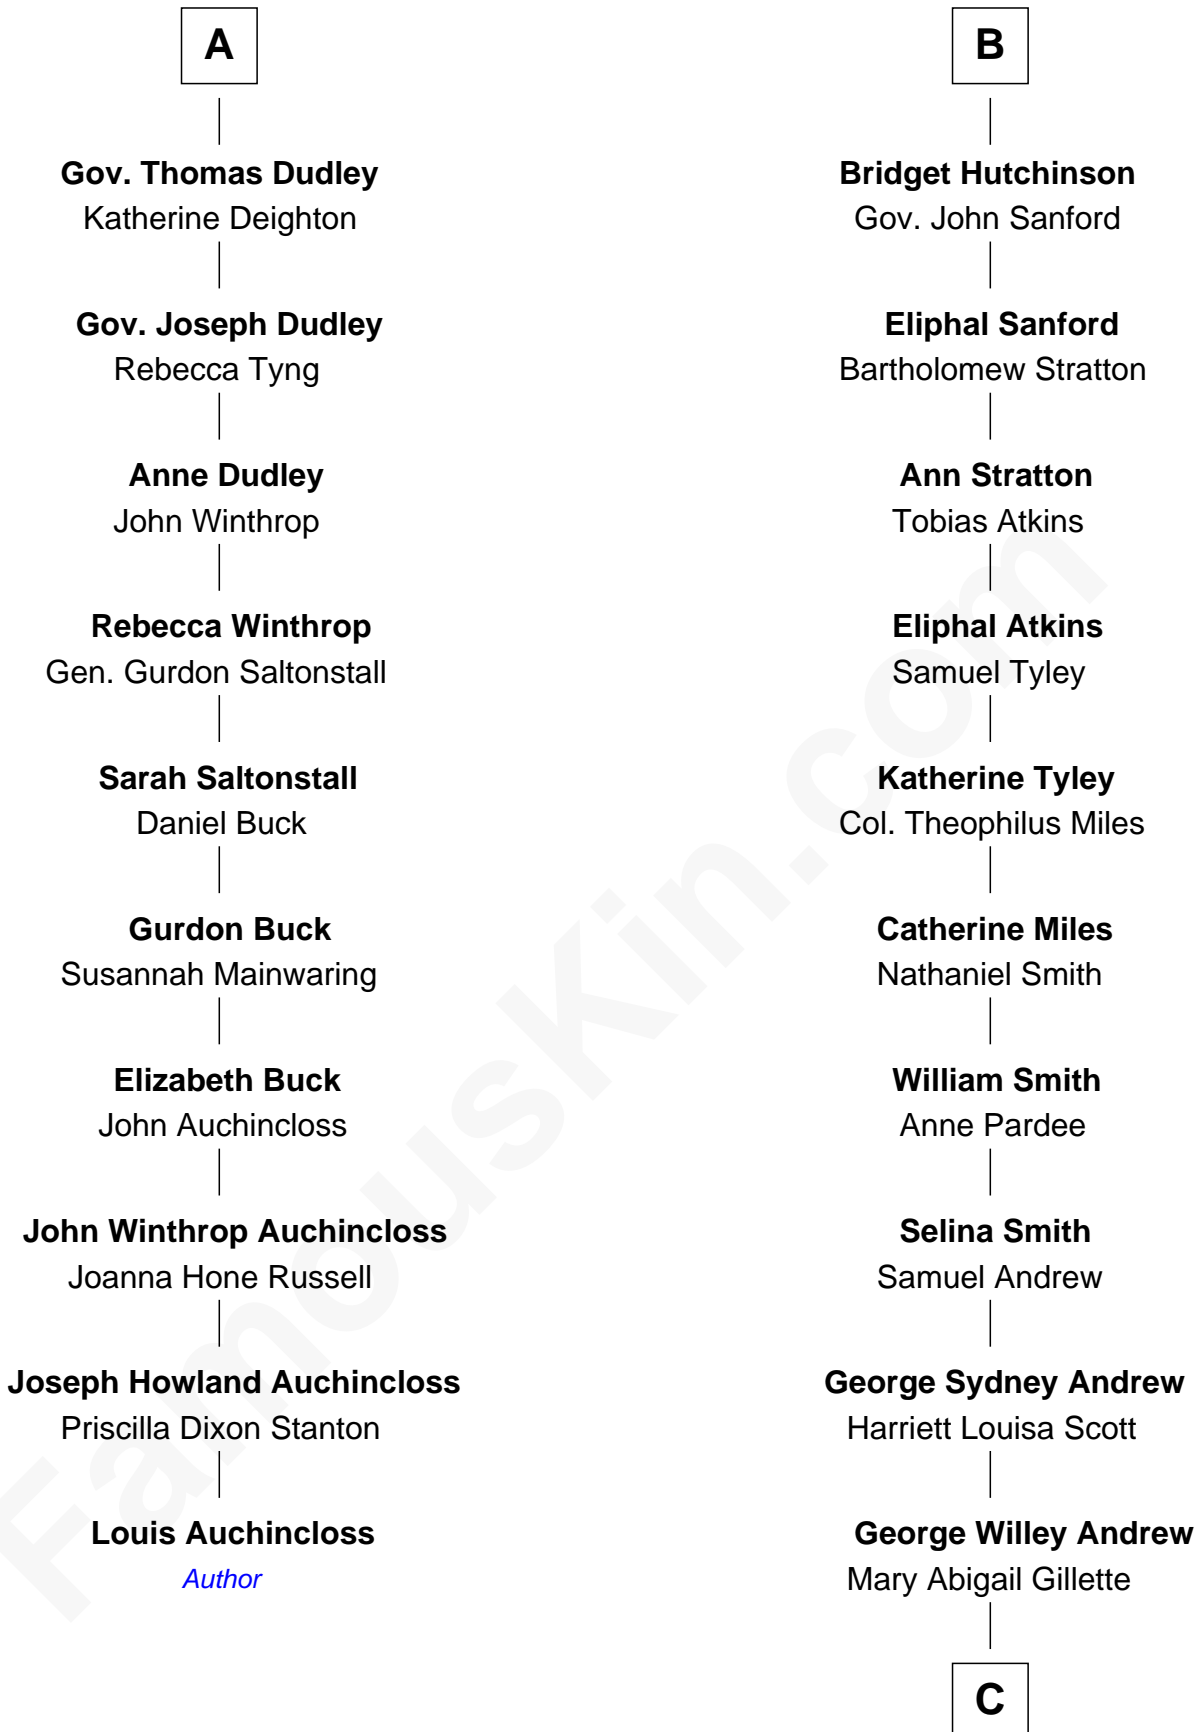 A
Gov. Thomas Dudley
Katherine Deighton
Gov. Joseph Dudley
Rebecca Tyng
Anne Dudley
John Winthrop
Rebecca Winthrop
Gen. Gurdon Saltonstall
Sarah Saltonstall
Daniel Buck
Gurdon Buck
Susannah Mainwaring
Elizabeth Buck
John Auchincloss
John Winthrop Auchincloss
Joanna Hone Russell
Joseph Howland Auchincloss
Priscilla Dixon Stanton
Louis Auchincloss
Author
B
Bridget Hutchinson
Gov. John Sanford
Eliphal Sanford
Bartholomew Stratton
Ann Stratton
Tobias Atkins
Eliphal Atkins
Samuel Tyley
Katherine Tyley
Col. Theophilus Miles
Catherine Miles
Nathaniel Smith
William Smith
Anne Pardee
Selina Smith
Samuel Andrew
George Sydney Andrew
Harriett Louisa Scott
George Willey Andrew
Mary Abigail Gillette
C
FamousKin.com